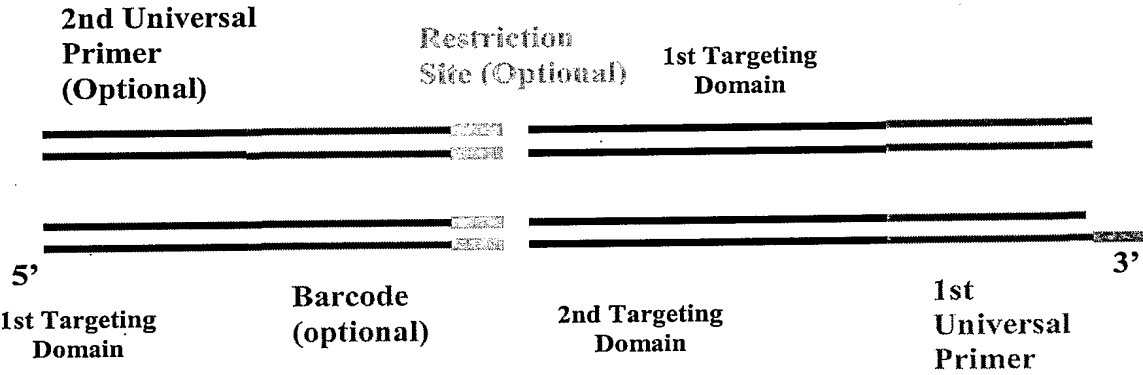 2nd Universal
Primer
(Optional)
Restriction
Site (Optional)
1st Targeting
Domain
5’
3’
1st Targeting
Domain
Barcode
(optional)
2nd Targeting
Domain
1st
Universal
Primer